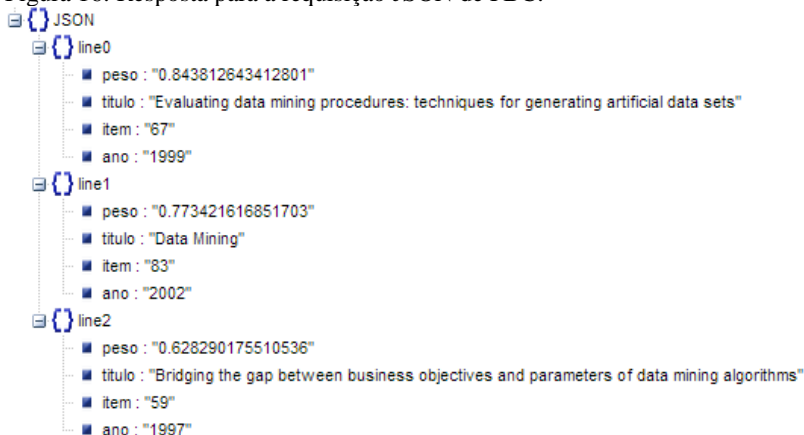 JSON
line0
peso : "0.843812643412801"
titulo : "Evaluating data mining procedures: techniques for generating artificial data sets"
item : "67"
ano : "1999"
line1
peso : "0.773421616851703"
titulo : "Data Mining"
item : "83"
ano : "2002"
line2
peso : "0.628290175510536"
titulo : "Bridging the gap between business objectives and parameters of data mining algorithms"
item : "59"
ano : "1997"